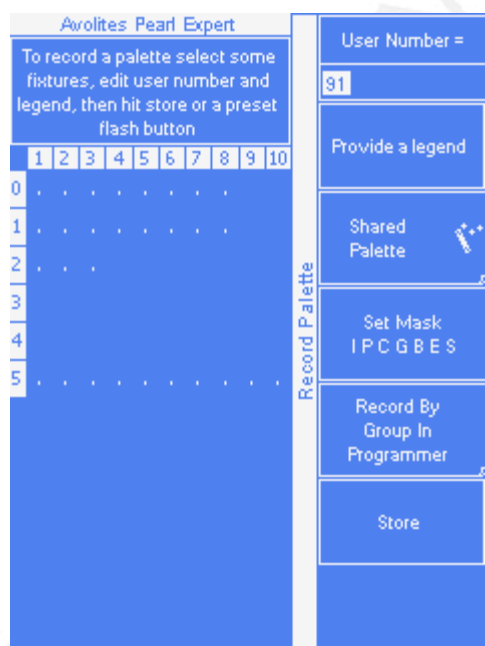 Avolites Pearl Expert
To record a palette select some
fixtures, edit user number and
legend, then hit store or a preset
flash button
1 2 3 4 5 6 7 8 9 10
0
1
2
3
4
5
Record Palette
User Number =
91
Provide a legend
Shared
Palette
Set Mask
I P C G B E S
Record By
Group In
Programmer
Store